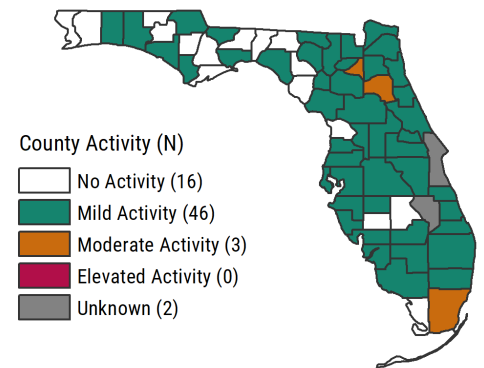 County Activity (N)
No Activity (16)
Mild Activity (46)
Moderate Activity (3)
Elevated Activity (0)
Unknown (2)